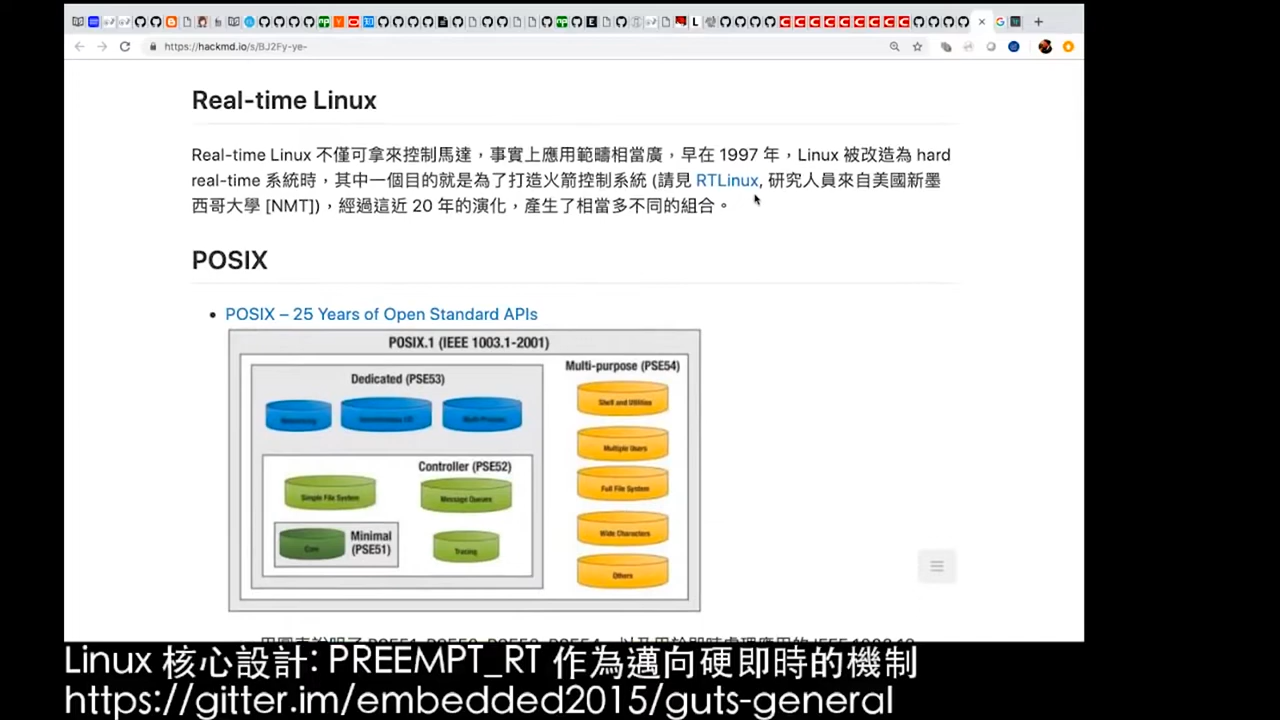 https://hackmd.io/s/BJ2Fy-ye-
Real-time Linux
Real-time Linux 不僅可拿來控制馬達，事實上應用範疇相當廣，早在 1997 年，Linux 被改造為 hard
real-time 系統時，其中一個目的就是為了打造火箭控制系統 (請見 RTLinux, 研究人員來自美國新墨
西哥大學 [NMT])，經過這近 20 年的演化，產生了相當多不同的組合。
POSIX
POSIX – 25 Years of Open Standard APIs
POSIX.1 (IEEE 1003.1-2001)
Multi-purpose (PSE54)
Dedicated (PSE53)
Shell and Utilities
Multiple Users
Controller (PSE52)
Simple File System
Message Queues
Full File System
Minimal
(PSE51)
Core
Tracing
Wide Characters
Others
Linux 核心設計: PREEMPT_RT 作為邁向硬即時的機制
https://gitter.im/embedded2015/guts-general